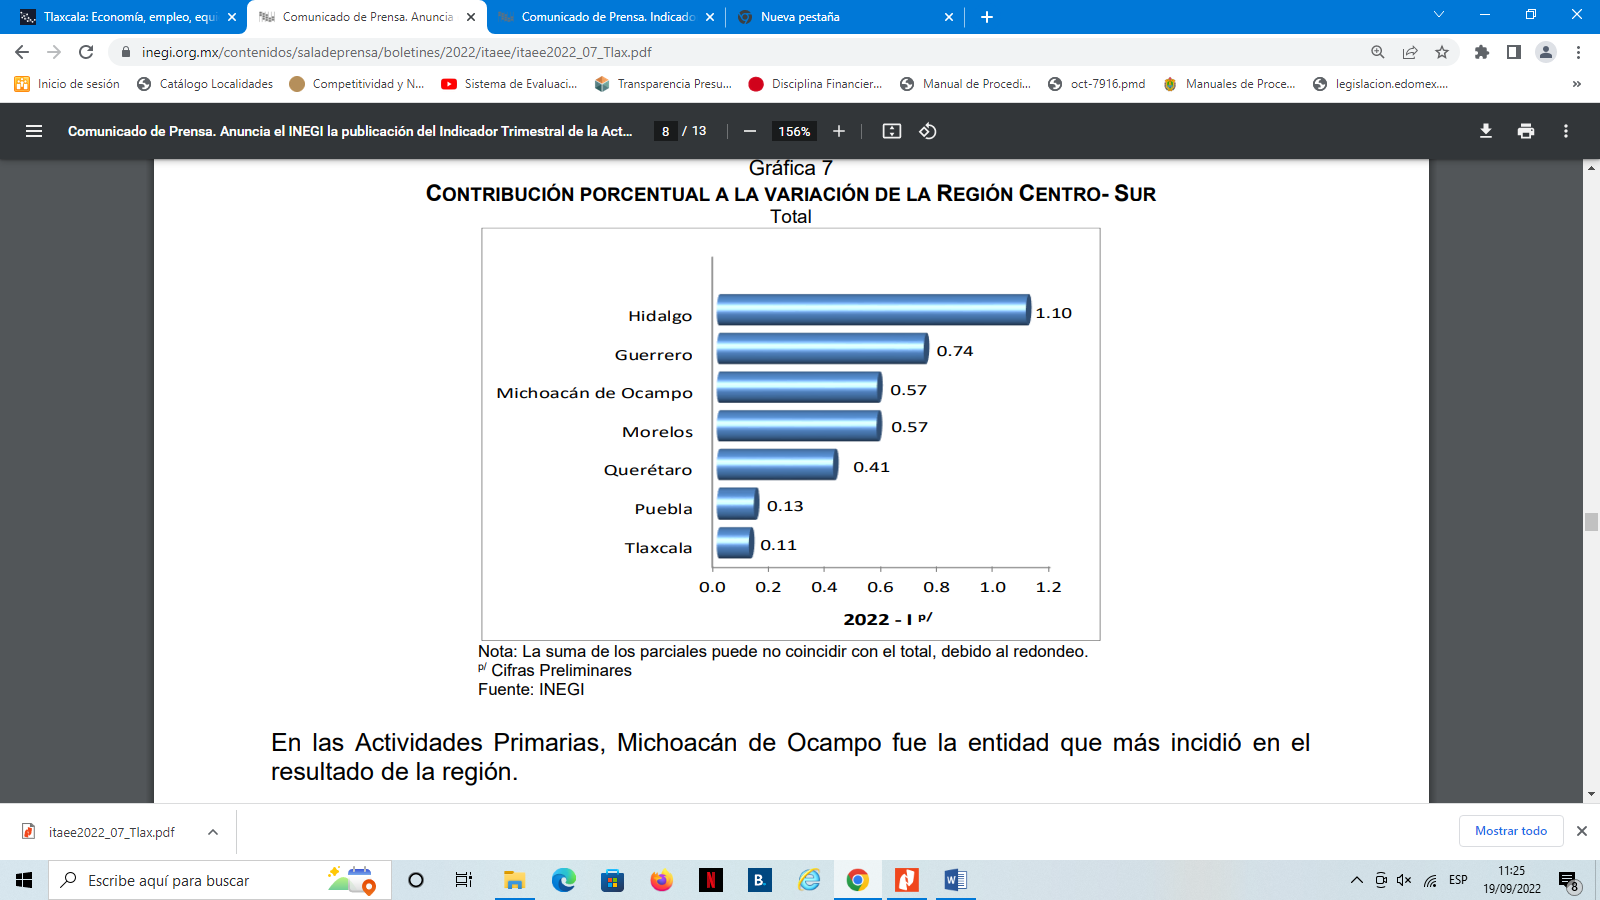 Tlaxcala: Economía, empleo, equi
Comunicado de Prensa. Anuncia
Comunicado de Prensa. Indicado
Nueva pestaña
inegi.org.mx/contenidos/saladeprensa/boletines/2022/itaee/itaee2022_07_Tlax.pdf
Inicio de sesión
Catálogo Localidades
Competitividad y N...
Sistema de Evaluaci...
Transparencia Presu...
Disciplina Financier...
Manual de Procedi...
oct-7916.pmd
Manuales de Proce...
legislacion.edomex....
»
Comunicado de Prensa. Anuncia el INEGI la publicación del Indicador Trimestral de la Act...
8 / 13
156%
Gráfica 7
CONTRIBUCIÓN PORCENTUAL A LA VARIACIÓN DE LA REGIÓN CENTRO- SUR
Total
Hidalgo 1.10
Guerrero 0.74
Michoacán de Ocampo 0.57
Morelos 0.57
Querétaro 0.41
Puebla 0.13
Tlaxcala 0.11
0.0 0.2 0.4 0.6 0.8 1.0 1.2
2022 - I p/
Nota: La suma de los parciales puede no coincidir con el total, debido al redondeo.
p/ Cifras Preliminares
Fuente: INEGI
En las Actividades Primarias, Michoacán de Ocampo fue la entidad que más incidió en el
resultado de la región.
itaee2022_07_Tlax.pdf
Mostrar todo
Escribe aquí para buscar
N
B.
ESP
11:25
19/09/2022
8